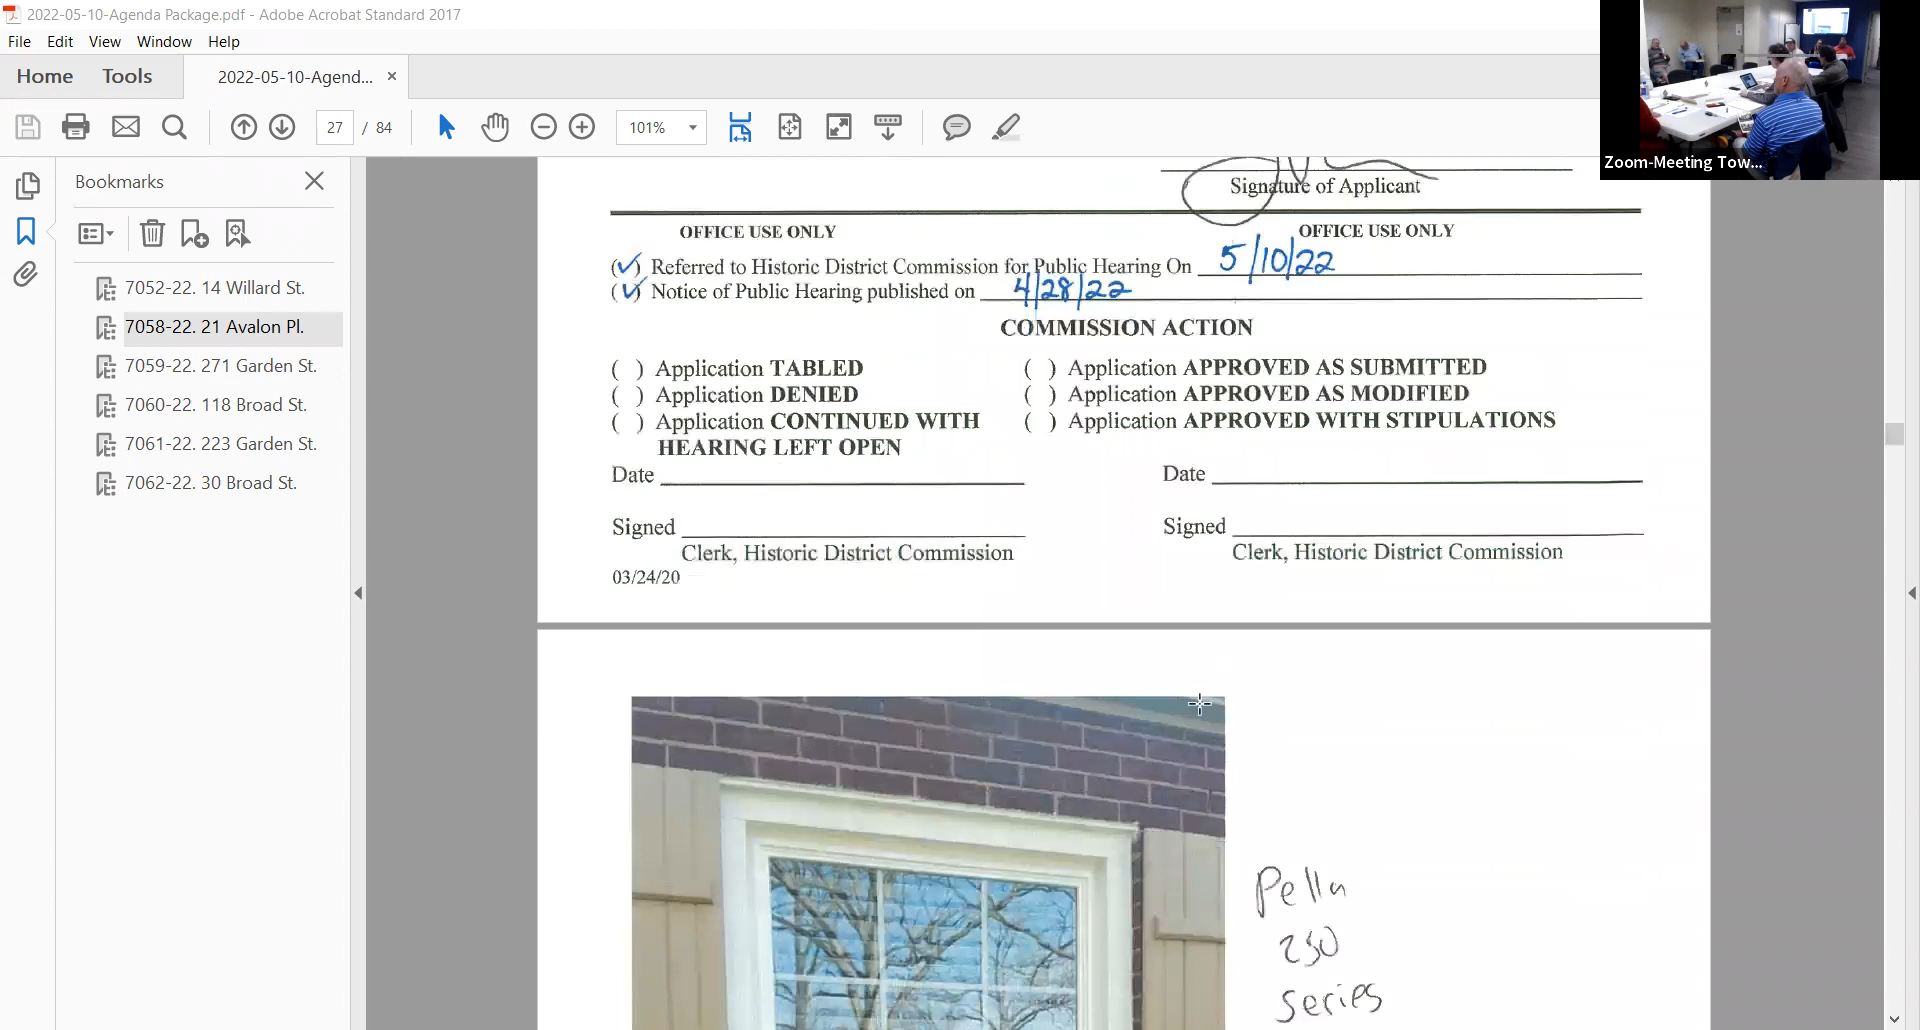 2022-05-10-Agenda Package.pdf - Adobe Acrobat Standard 2017
File Edit View Window Help
Home Tools 2022-05-10-Agend... ×
27 / 84 101%
Zoom-Meeting Tow...
Bookmarks
7052-22. 14 Willard St.
7058-22. 21 Avalon Pl.
7059-22. 271 Garden St.
7060-22. 118 Broad St.
7061-22. 223 Garden St.
7062-22. 30 Broad St.
Signature of Applicant
OFFICE USE ONLY OFFICE USE ONLY
(✓) Referred to Historic District Commission for Public Hearing On 5/10/22
(✓) Notice of Public Hearing published on 4/28/22
COMMISSION ACTION
( ) Application TABLED ( ) Application APPROVED AS SUBMITTED
( ) Application DENIED ( ) Application APPROVED AS MODIFIED
( ) Application CONTINUED WITH ( ) Application APPROVED WITH STIPULATIONS
HEARING LEFT OPEN
Date Date
Signed Signed
Clerk, Historic District Commission Clerk, Historic District Commission
03/24/20
Pella
250
Series